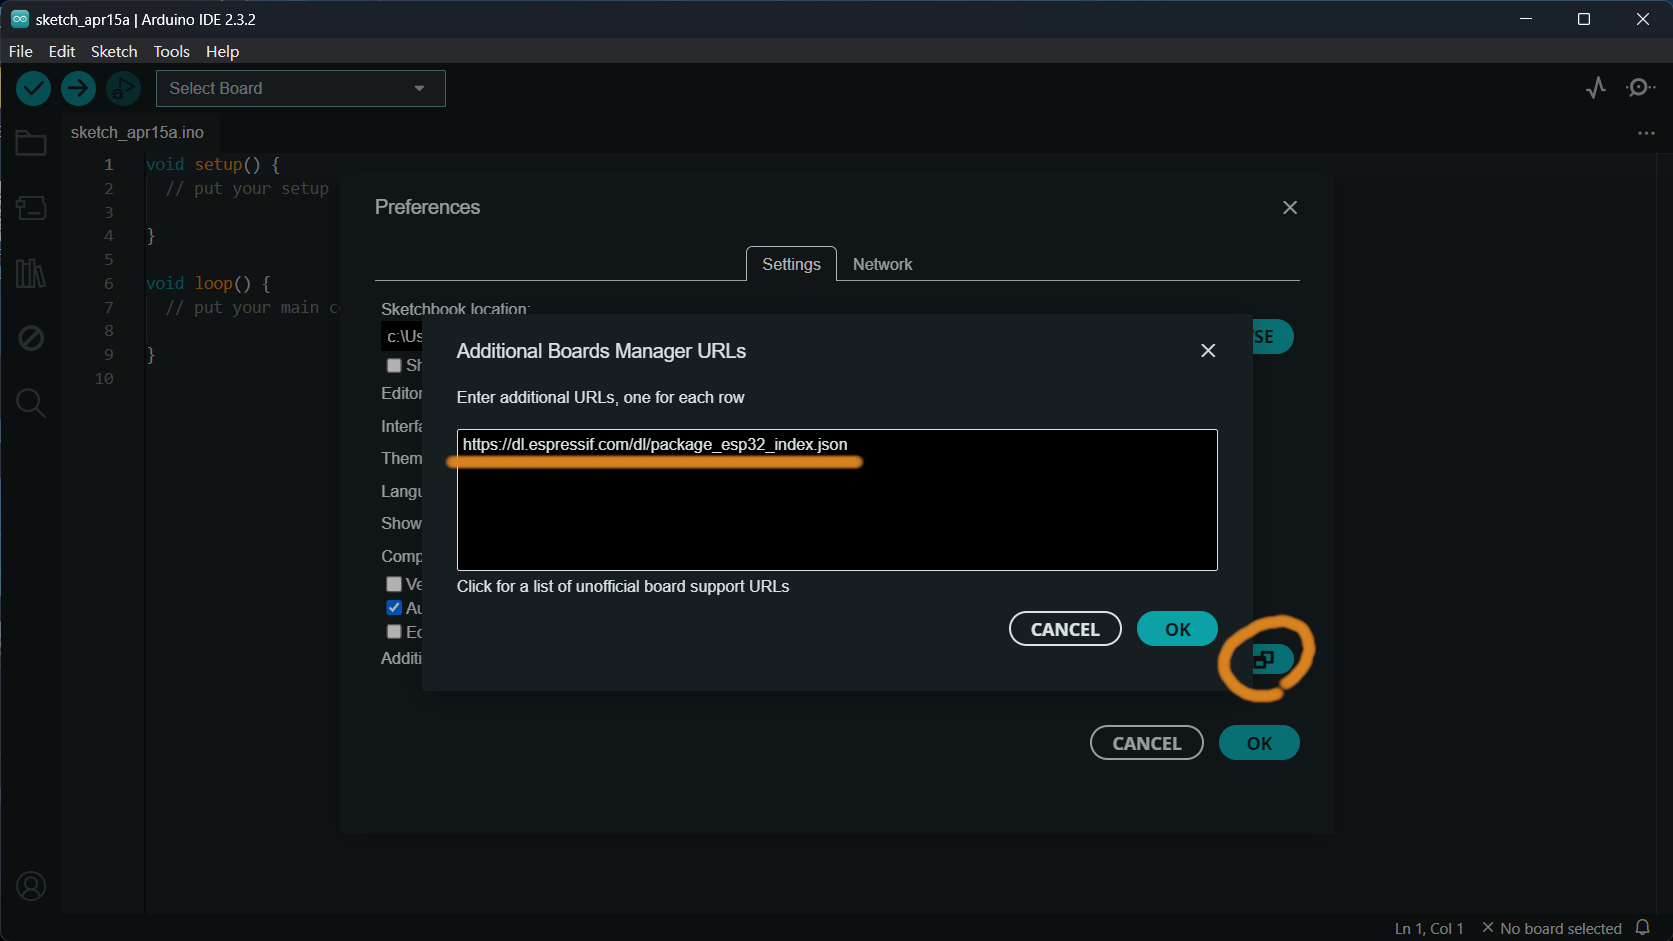 sketch_apr15a | Arduino IDE 2.3.2
File Edit Sketch Tools Help
Select Board
sketch_apr15a.ino
1 void setup() {
2 // put your setup
3
4 }
5
6 void loop() {
7 // put your main c
8
9 }
10
Preferences
Settings Network
Sketchbook location:
c:\Us
SE
Sh
Editor
Interfa
Them
Langu
Show
Comp
Ve
Au
Ec
Additi
Additional Boards Manager URLs
Enter additional URLs, one for each row
https://dl.espressif.com/dl/package_esp32_index.json
Click for a list of unofficial board support URLs
CANCEL OK
CANCEL OK
Ln 1, Col 1 No board selected